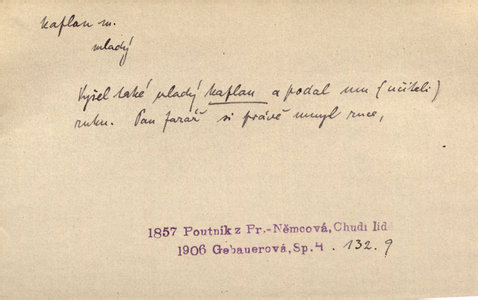 kaplan m.
mladý
Vyšel také mladý kaplan a podal mu (učiteli)
ruku. Pan farář si právě umyl ruce,
1857 Poutník z Pr.-Němcová, Chudí lid
1906 Gebauerová, Sp.4. 132.9